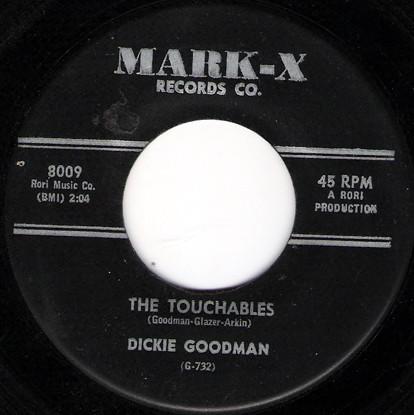 MARK-X
RECORDS CO.
8009
Rori Music Co.
(BMI) 2:04
45 RPM
A RORI
PRODUCTION
THE TOUCHABLES
(Goodman-Glazer-Arkin)
DICKIE GOODMAN
(G-732)